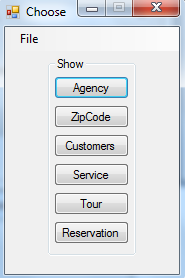 Choose
File
Show
Agency
ZipCode
Customers
Service
Tour
Reservation